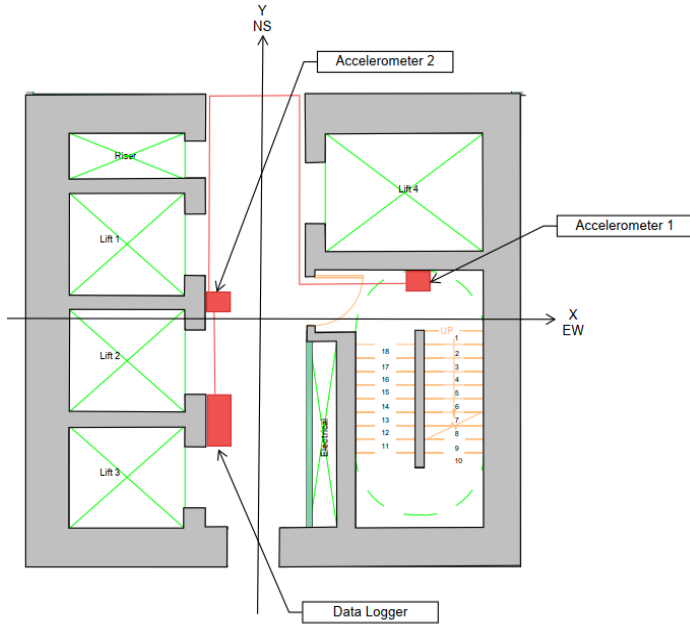 Y
NS
Accelerometer 2
Riser
Lift 4
Accelerometer 1
Lift 1
X
EW
UP
1
18
2
17
3
16
4
15
5
14
6
13
7
12
8
11
9
10
Lift 2
Electrical
Lift 3
Data Logger